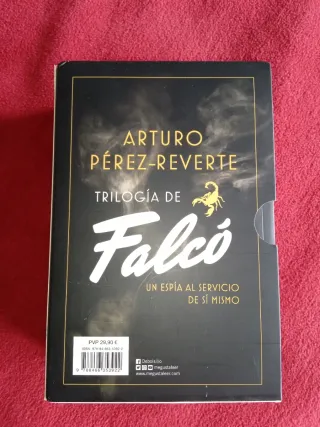 ARTURO
PÉREZ-REVERTE
TRILOGÍA DE
Falcó
UN ESPÍA AL SERVICIO
DE SÍ MISMO
PVP 29,90 €
Debolsillo
@megustaleer
www.megustaleer.com